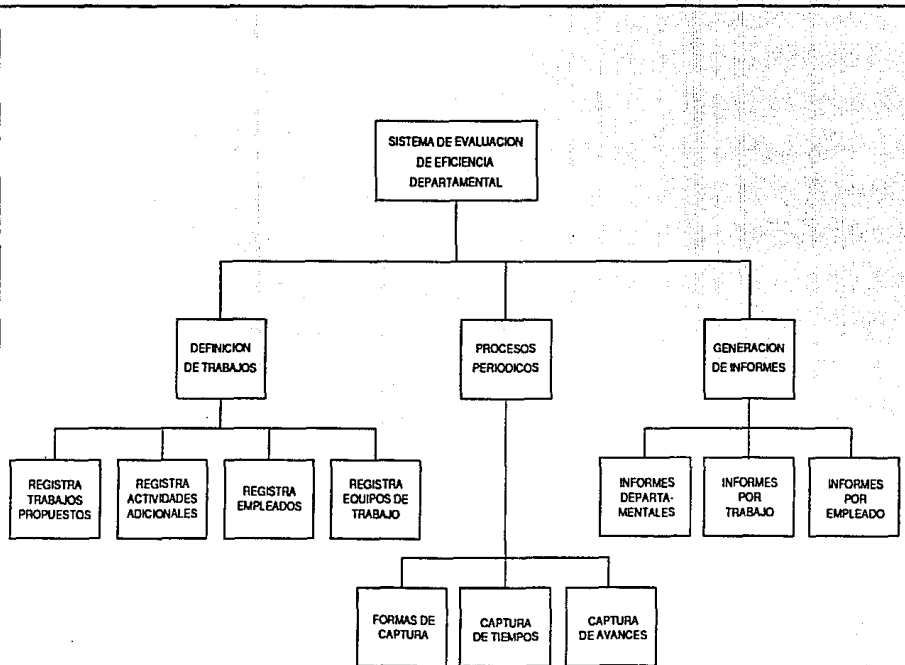 SISTEMA DE EVALUACION
DE EFICIENCIA
DEPARTAMENTAL
DEFINICION
DE TRABAJOS
PROCESOS
PERIODICOS
GENERACION
DE INFORMES
REGISTRA
TRABAJOS
PROPUESTOS
REGISTRA
ACTIVIDADES
ADICIONALES
REGISTRA
EMPLEADOS
REGISTRA
EQUIPOS DE
TRABAJO
INFORMES
DEPARTA-
MENTALES
INFORMES
POR
TRABAJO
INFORMES
POR
EMPLEADO
FORMAS DE
CAPTURA
CAPTURA
DE TIEMPOS
CAPTURA
DE AVANCES